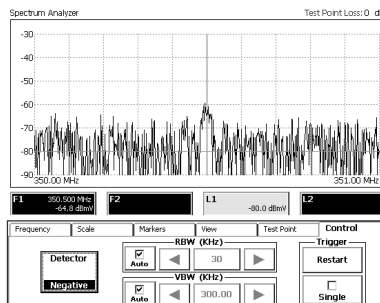 Spectrum Analyzer
Test Point Loss: 0
-30
-40
-50
-60
-70
-80
-90
350.00 MHz
351.00 MHz
F1 350.500 MHz
-64.8 dBmV
F2
L1
-80.0 dBmV
L2
Frequency Scale Markers View Test Point Control
RBW (KHz)
Auto 30
VBW (KHz)
Auto 300.00
Detector
Negative
Trigger
Restart
Single